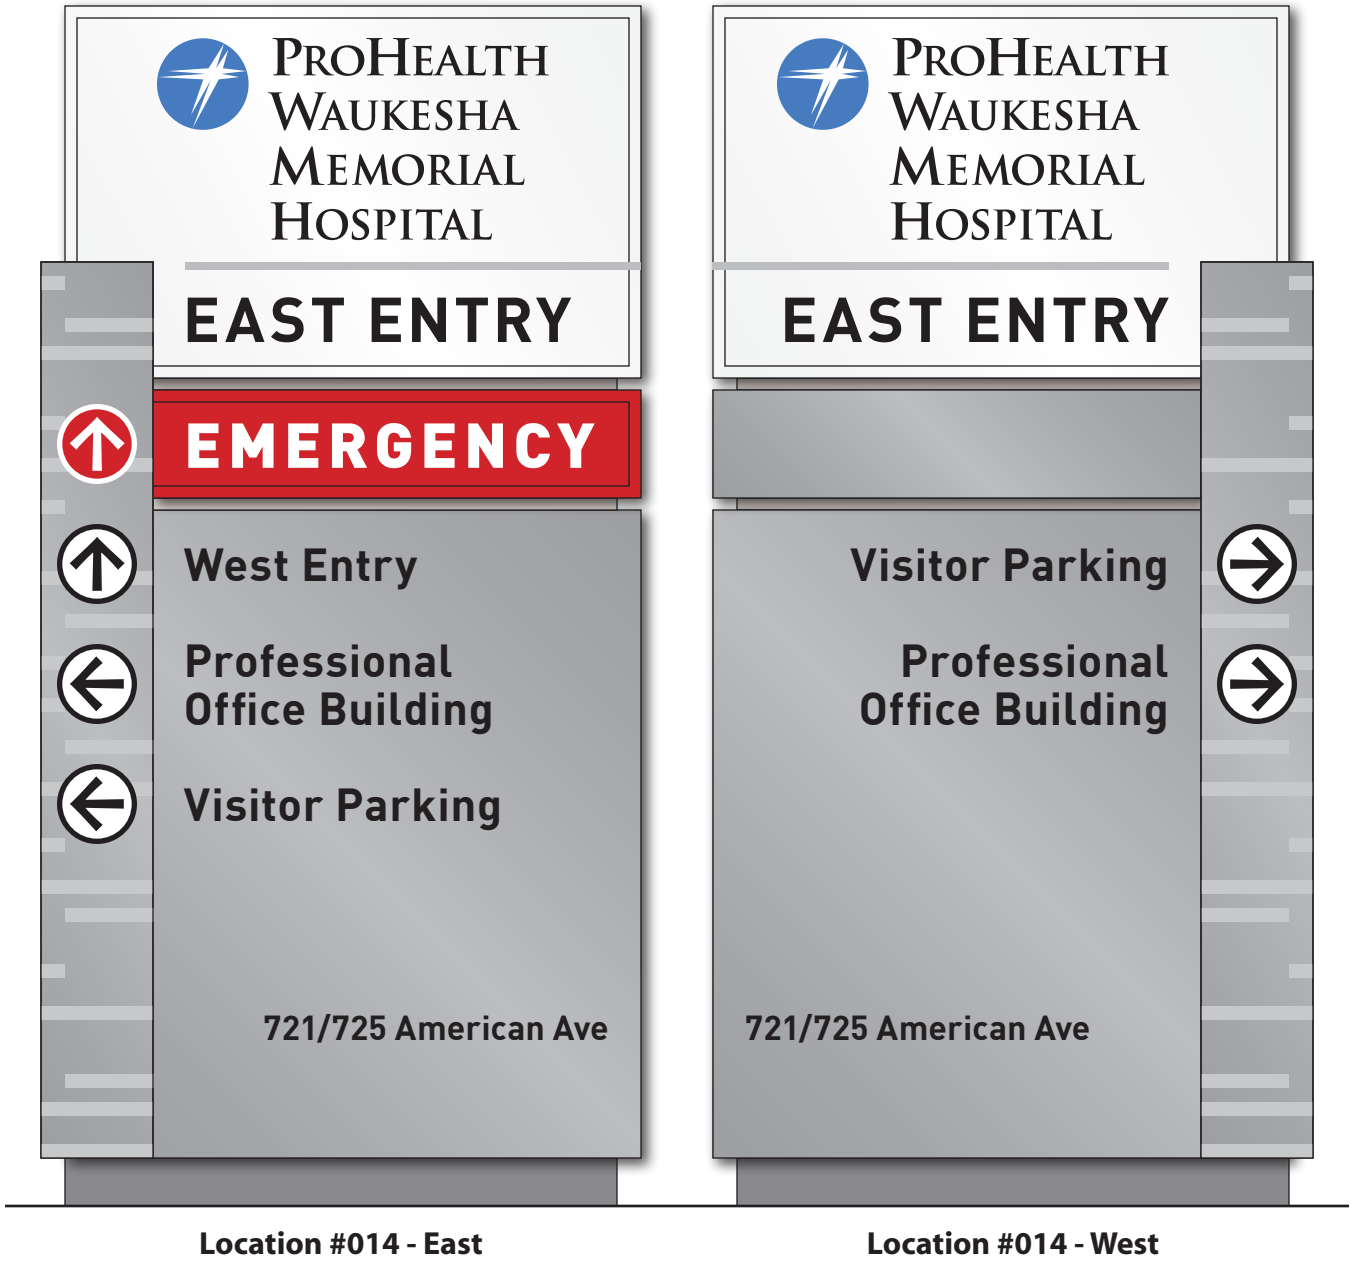 PROHEALTH
WAUKESHA
MEMORIAL
HOSPITAL
EAST ENTRY
EMERGENCY
West Entry
Professional
Office Building
Visitor Parking
721/725 American Ave
Location #014 - East
PROHEALTH
WAUKESHA
MEMORIAL
HOSPITAL
EAST ENTRY
Visitor Parking
Professional
Office Building
721/725 American Ave
Location #014 - West